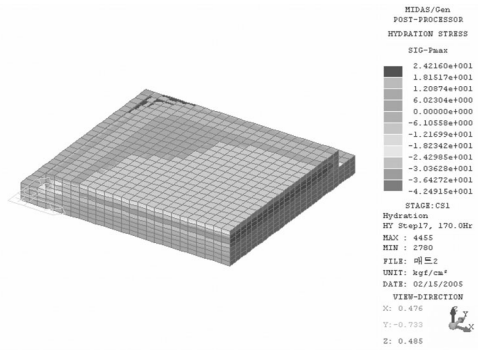 MIDAS/Gen
POST-PROCESSOR
HYDRATION STRESS
SIG-Pmax
2.42160e+001
1.81517e+001
1.20874e+001
6.02304e+000
0.00000e+000
-6.10558e+000
-1.21699e+001
-1.82342e+001
-2.42985e+001
-3.03628e+001
-3.64272e+001
-4.24915e+001
STAGE:CS1
Hydration
HY Step17, 170.0Hr
MAX : 4455
MIN : 2780
FILE: 매트2
UNIT: kgf/cm²
DATE: 02/15/2005
VIEW-DIRECTION
X: 0.476
Y:-0.733
Z: 0.485
Z
Y
X